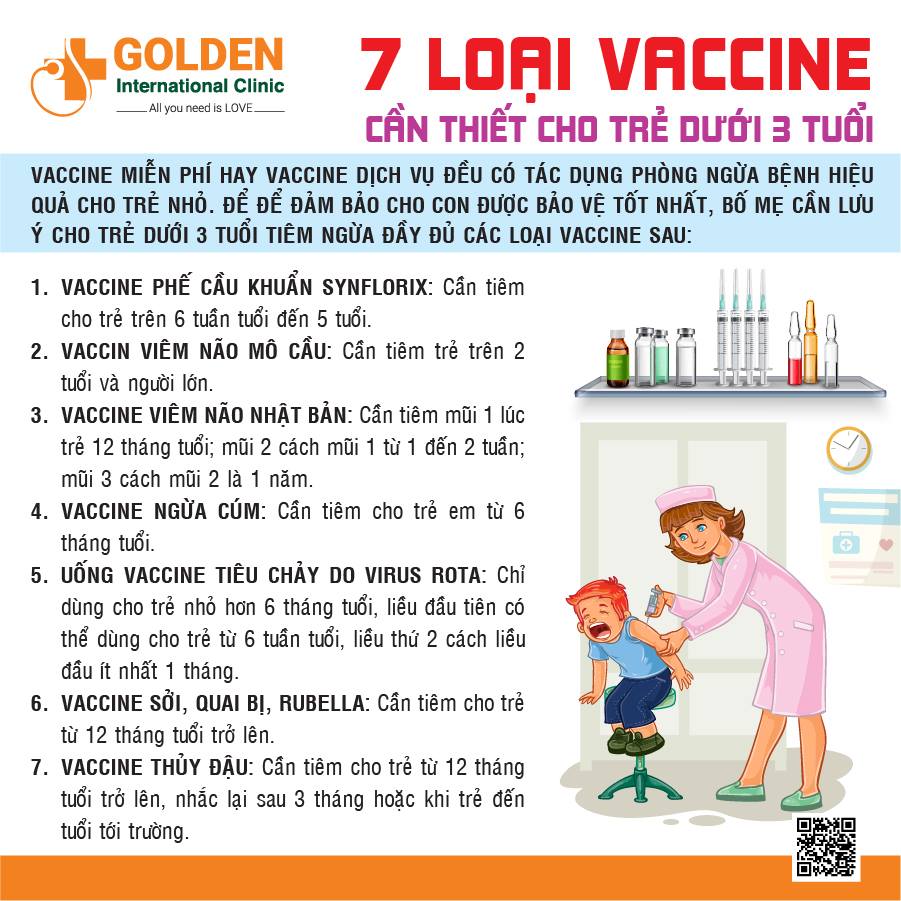 GOLDEN
International Clinic
All you need is LOVE
7 LOẠI VACCINE
CẦN THIẾT CHO TRẺ DƯỚI 3 TUỔI
VACCINE MIỄN PHÍ HAY VACCINE DỊCH VỤ ĐỀU CÓ TÁC DỤNG PHÒNG NGỪA BỆNH HIỆU
QUẢ CHO TRẺ NHỎ. ĐỂ ĐỂ ĐẢM BẢO CHO CON ĐƯỢC BẢO VỆ TỐT NHẤT, BỐ MẸ CẦN LƯU
Ý CHO TRẺ DƯỚI 3 TUỔI TIÊM NGỪA ĐẦY ĐỦ CÁC LOẠI VACCINE SAU:
1. VACCINE PHẾ CẦU KHUẨN SYNFLORIX: Cần tiêm
cho trẻ trên 6 tuần tuổi đến 5 tuổi.
2. VACCIN VIÊM NÃO MÔ CẦU: Cần tiêm trẻ trên 2
tuổi và người lớn.
3. VACCINE VIÊM NÃO NHẬT BẢN: Cần tiêm mũi 1 lúc
trẻ 12 tháng tuổi; mũi 2 cách mũi 1 từ 1 đến 2 tuần;
mũi 3 cách mũi 2 là 1 năm.
4. VACCINE NGỪA CÚM: Cần tiêm cho trẻ em từ 6
tháng tuổi.
5. UỐNG VACCINE TIÊU CHẢY DO VIRUS ROTA: Chỉ
dùng cho trẻ nhỏ hơn 6 tháng tuổi, liều đầu tiên có
thể dùng cho trẻ từ 6 tuần tuổi, liều thứ 2 cách liều
đầu ít nhất 1 tháng.
6. VACCINE SỞI, QUAI BỊ, RUBELLA: Cần tiêm cho trẻ
từ 12 tháng tuổi trở lên.
7. VACCINE THỦY ĐẬU: Cần tiêm cho trẻ từ 12 tháng
tuổi trở lên, nhắc lại sau 3 tháng hoặc khi trẻ đến
tuổi tới trường.